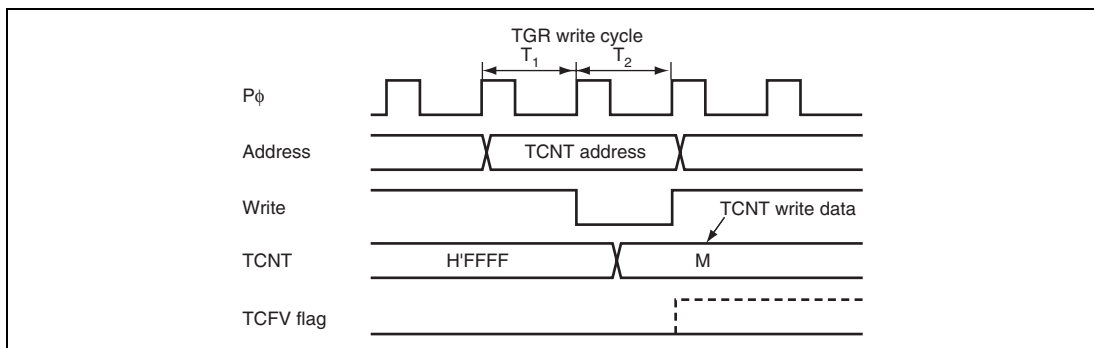 TGR write cycle
T1 T2
Pφ
Address TCNT address
Write
TCNT write data
TCNT H'FFFF M
TCFV flag